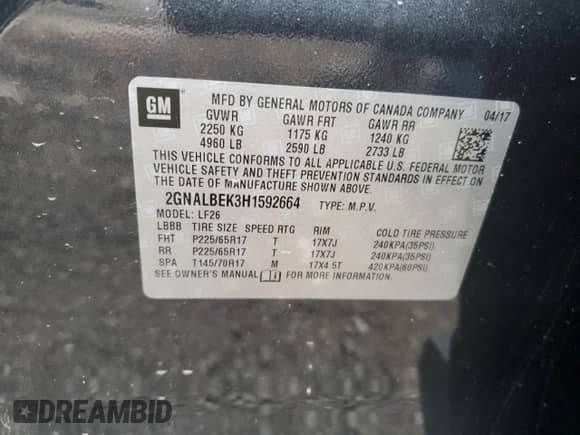 GM
MFD BY GENERAL MOTORS OF CANADA COMPANY 04/17
GVWR GAWR FRT GAWR RR
2250 KG 1175 KG 1240 KG
4960 LB 2590 LB 2733 LB
THIS VEHICLE CONFORMS TO ALL APPLICABLE U.S. FEDERAL MOTOR
VEHICLE SAFETY AND THEFT PREVENTION STANDARDS IN EFFECT ON
THE DATE OF MANUFACTURE SHOWN ABOVE.
2GNALBEK3H1592664 TYPE: M.P.V.
MODEL: LF26
LBBB TIRE SIZE SPEED RTG RIM COLD TIRE PRESSURE
FHT P225/65R17 T 17X7J 240KPA(35PSI)
RR P225/65R17 T 17X7J 240KPA(35PSI)
SPA T145/70R17 M 17X4.5T 420KPA(60PSI)
SEE OWNER'S MANUAL FOR MORE INFORMATION.
DREAMBID